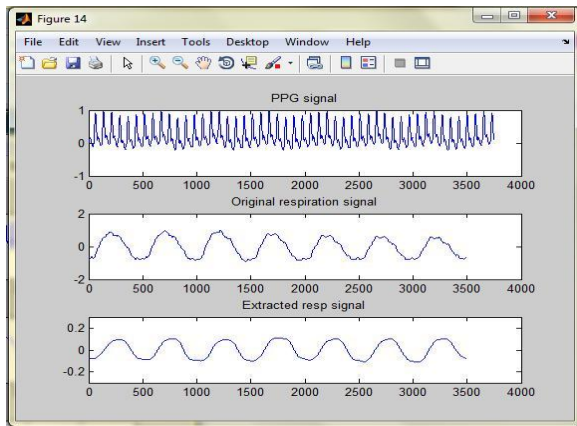 Figure 14
File Edit View Insert Tools Desktop Window Help
PPG signal
1
0
-1
0 500 1000 1500 2000 2500 3000 3500 4000
Original respiration signal
2
0
-2
0 500 1000 1500 2000 2500 3000 3500 4000
Extracted resp signal
0.2
0
-0.2
0 500 1000 1500 2000 2500 3000 3500 4000